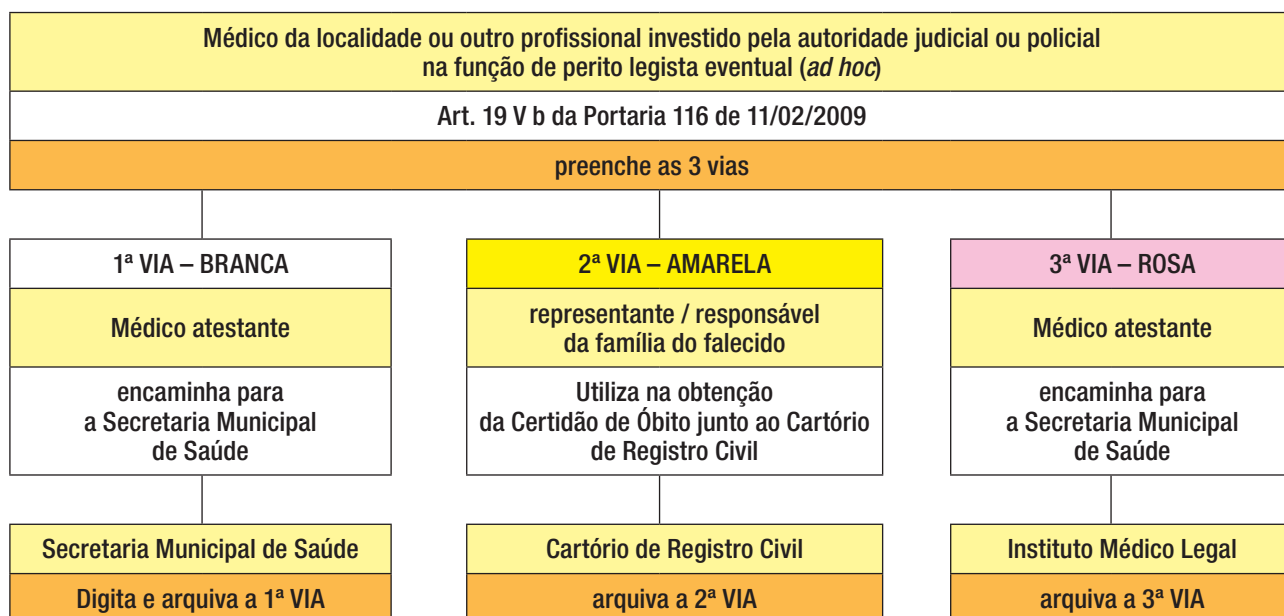 Médico da localidade ou outro profissional investido pela autoridade judicial ou policial
na função de perito legista eventual (ad hoc)
Art. 19 V b da Portaria 116 de 11/02/2009
preenche as 3 vias
1ª VIA – BRANCA
Médico atestante
encaminha para
a Secretaria Municipal
de Saúde
Secretaria Municipal de Saúde
Digita e arquiva a 1ª VIA
2ª VIA – AMARELA
representante / responsável
da família do falecido
Utiliza na obtenção
da Certidão de Óbito junto ao Cartório
de Registro Civil
Cartório de Registro Civil
arquiva a 2ª VIA
3ª VIA – ROSA
Médico atestante
encaminha para
a Secretaria Municipal
de Saúde
Instituto Médico Legal
arquiva a 3ª VIA